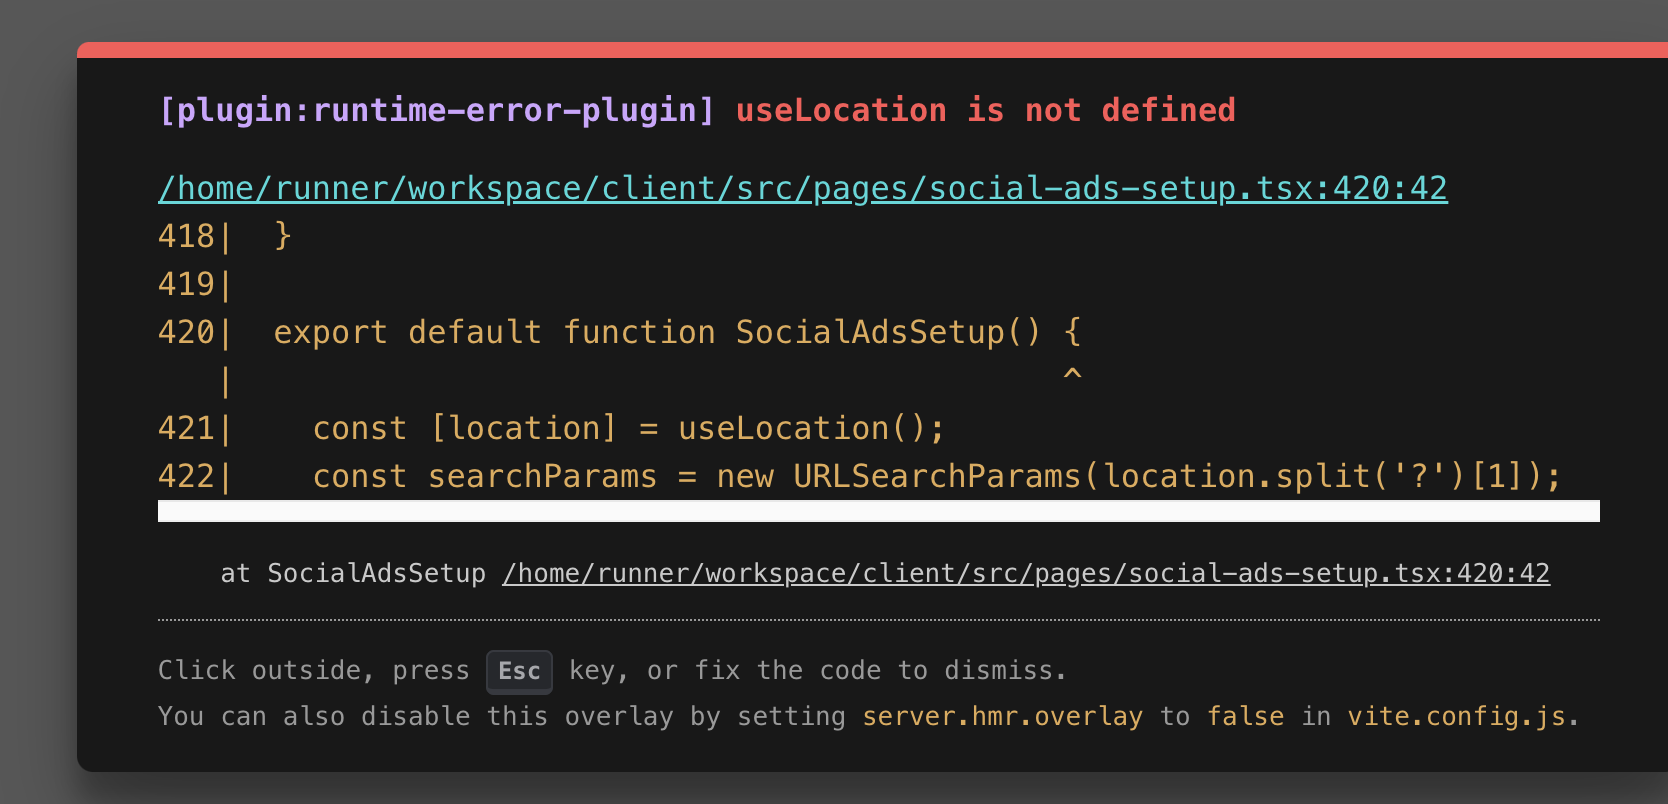 [plugin:runtime-error-plugin] useLocation is not defined
/home/runner/workspace/client/src/pages/social-ads-setup.tsx:420:42
418|  }
419|
420|  export default function SocialAdsSetup() {
   |                                           ^
421|    const [location] = useLocation();
422|    const searchParams = new URLSearchParams(location.split('?')[1]);
at SocialAdsSetup /home/runner/workspace/client/src/pages/social-ads-setup.tsx:420:42
Click outside, press Esc key, or fix the code to dismiss.
You can also disable this overlay by setting server.hmr.overlay to false in vite.config.js.